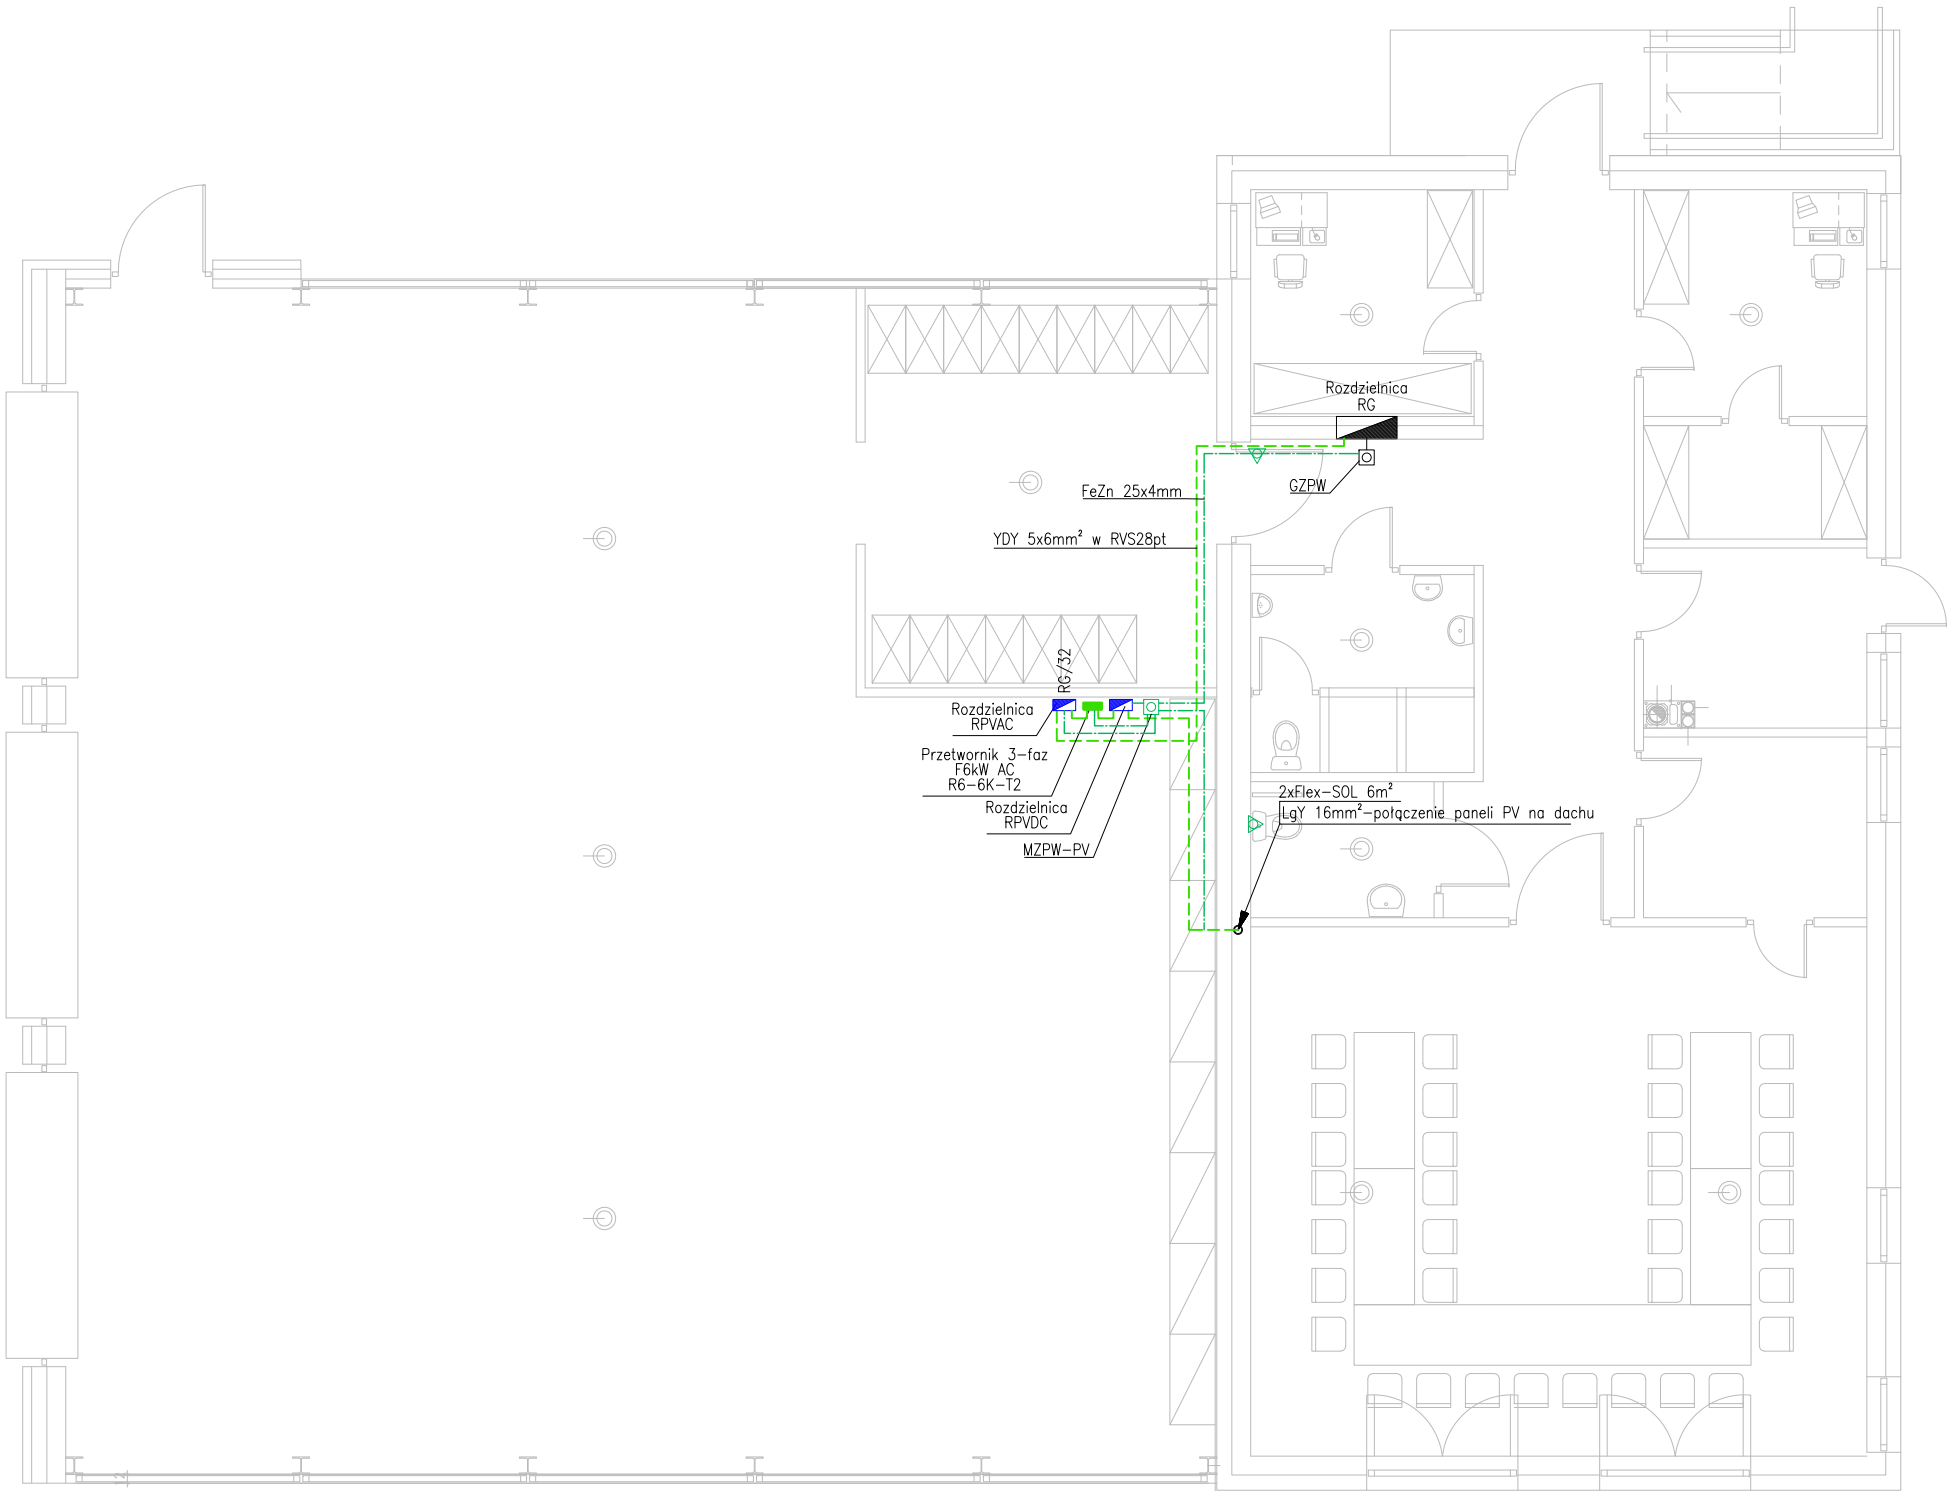 Rozdzielnica
RG
FeZn 25x4mm
GZPW
YDY 5x6mm² w RVS28pt
RG/32
Rozdzielnica
RPVAC
Przetwornik 3-faz
F6kW AC
R6-6K-T2
Rozdzielnica
RPVDC
MZPW-PV
2xFlex-SOL 6m²
LgY 16mm²-połączenie paneli PV na dachu
12